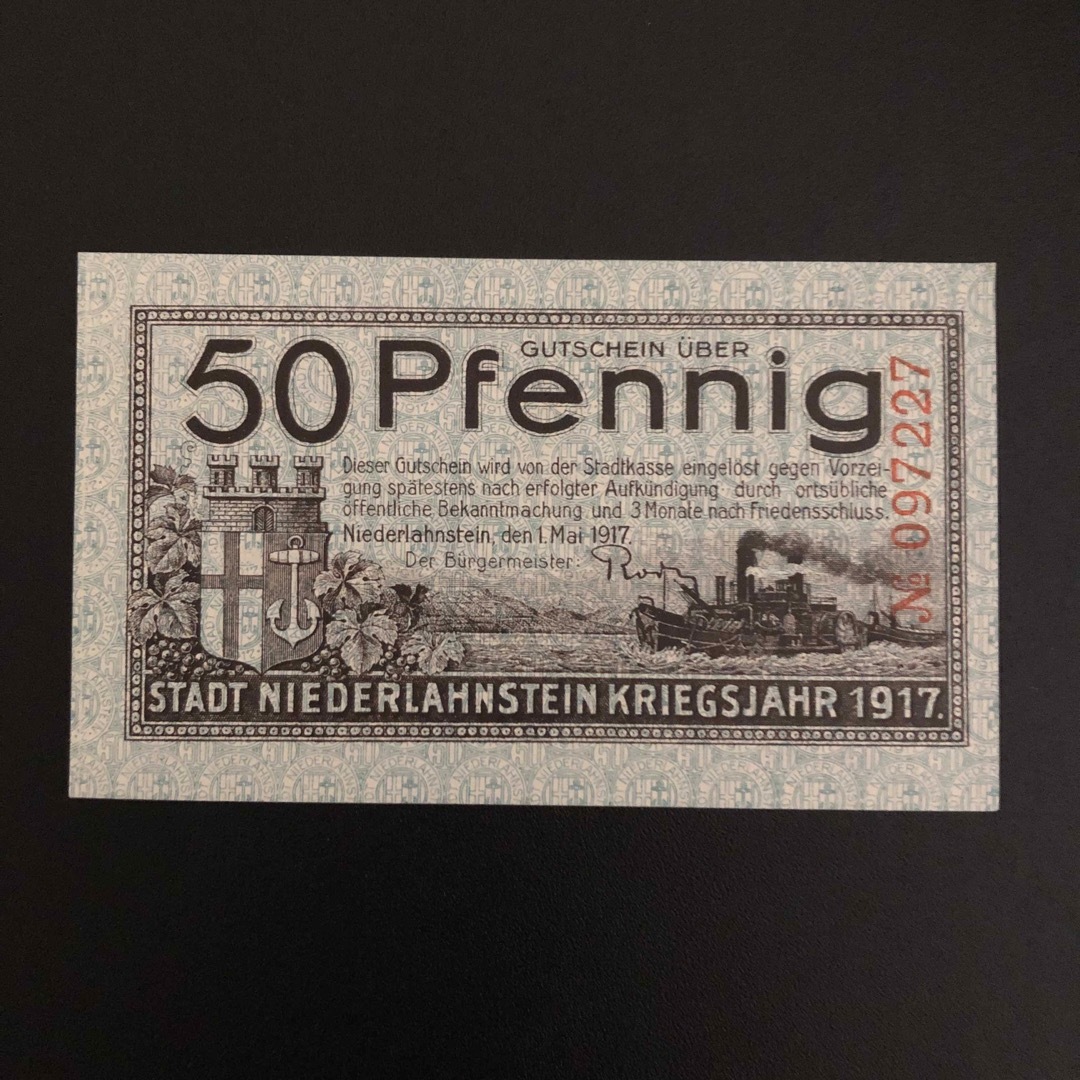 GUTSCHEIN ÜBER
50 Pfennig
Dieser Gutschein wird von der Stadtkasse eingelöst gegen Vorzei-
gung spätestens nach erfolgter Aufkündigung durch ortsübliche
öffentliche Bekanntmachung und 3 Monate nach Friedensschluss.
Niederlahnstein, den 1. Mai 1917.
Der Bürgermeister:
№ 097227
STADT NIEDERLAHNSTEIN KRIEGSJAHR 1917.